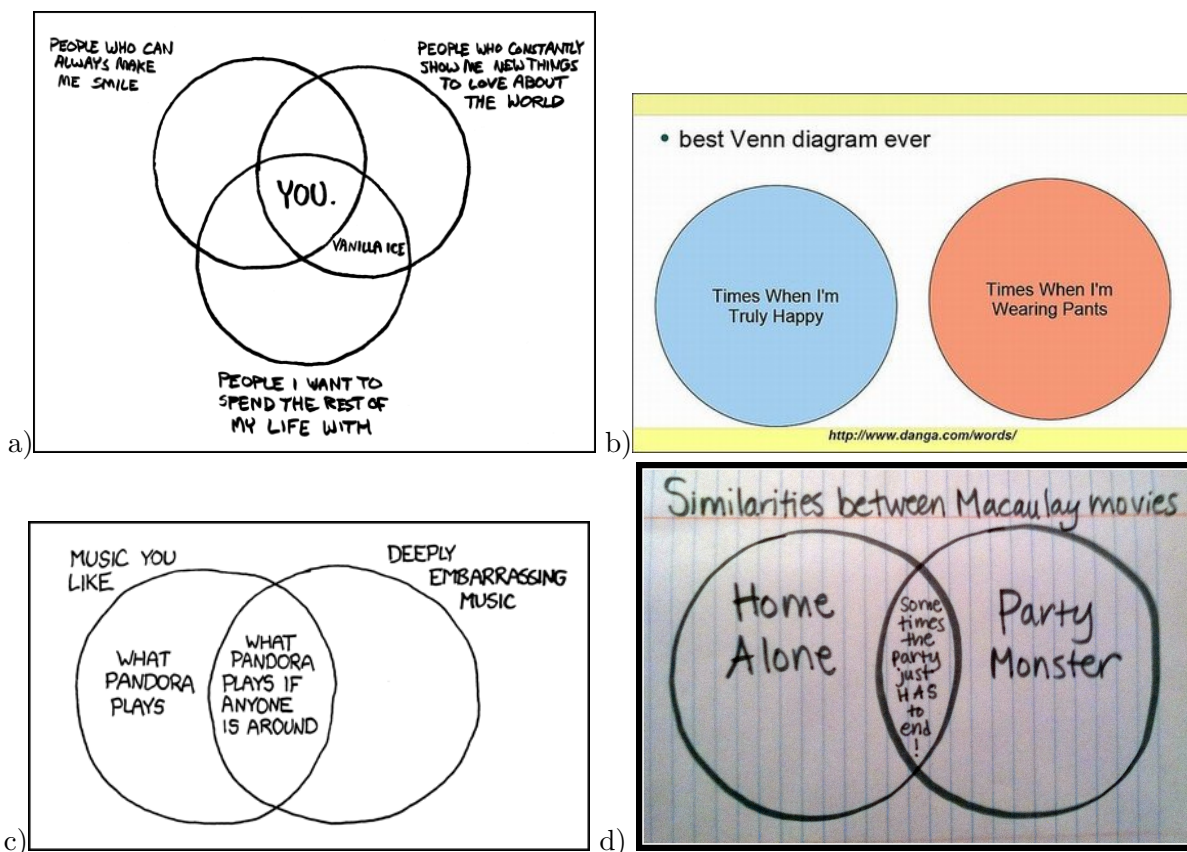 PEOPLE WHO CAN
ALWAYS MAKE
ME SMILE
PEOPLE WHO CONSTANTLY
SHOW ME NEW THINGS
TO LOVE ABOUT
THE WORLD
YOU.
VANILLA ICE
PEOPLE I WANT TO
SPEND THE REST OF
MY LIFE WITH
a)
• best Venn diagram ever
Times When I'm
Truly Happy
Times When I'm
Wearing Pants
http://www.danga.com/words/
b)
MUSIC YOU
LIKE
DEEPLY
EMBARRASSING
MUSIC
WHAT
PANDORA
PLAYS
WHAT
PANDORA
PLAYS IF
ANYONE
IS AROUND
c)
Similarities between Macaulay movies
Home
Alone
Some
times
the
party
just
HAS
to
end
!
Party
Monster
d)